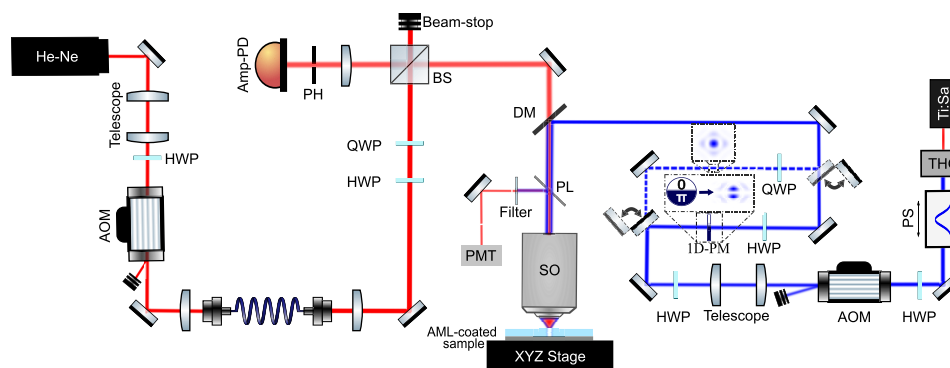 He-Ne
Telescope
HWP
AOM
Amp-PD
PH
Beam-stop
BS
QWP
HWP
DM
PL
Filter
PMT
SO
AML-coated
sample
XYZ Stage
0
π
1D-PM
QWP
HWP
HWP
Telescope
AOM
HWP
PS
Ti:Sa